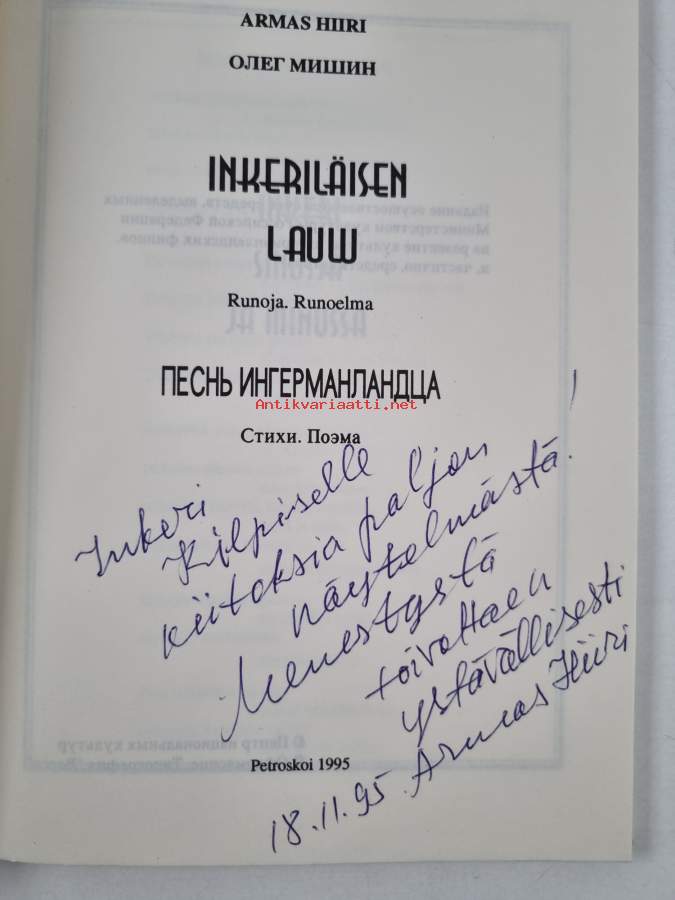 ARMAS HIIRI
ОЛЕГ МИШИН
INKERILÄISEN
LAULU
Runoja. Runoelma
ПЕСНЬ ИНГЕРМАНЛАНДЦА
Antikvariaatti.net
Стихи. Поэма
Inkeri
Kilpiselle
kiitoksia paljon
näytelmästä!
Menestystä
toivottaen
ystävällisesti
Armas Hiiri
18.11.95
Petroskoi 1995